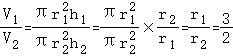 V₁/V₂ = πr₁²h₁/πr₂²h₂ = πr₁²/πr₂² × r₂/r₁ = r₁/r₂ = 3/2